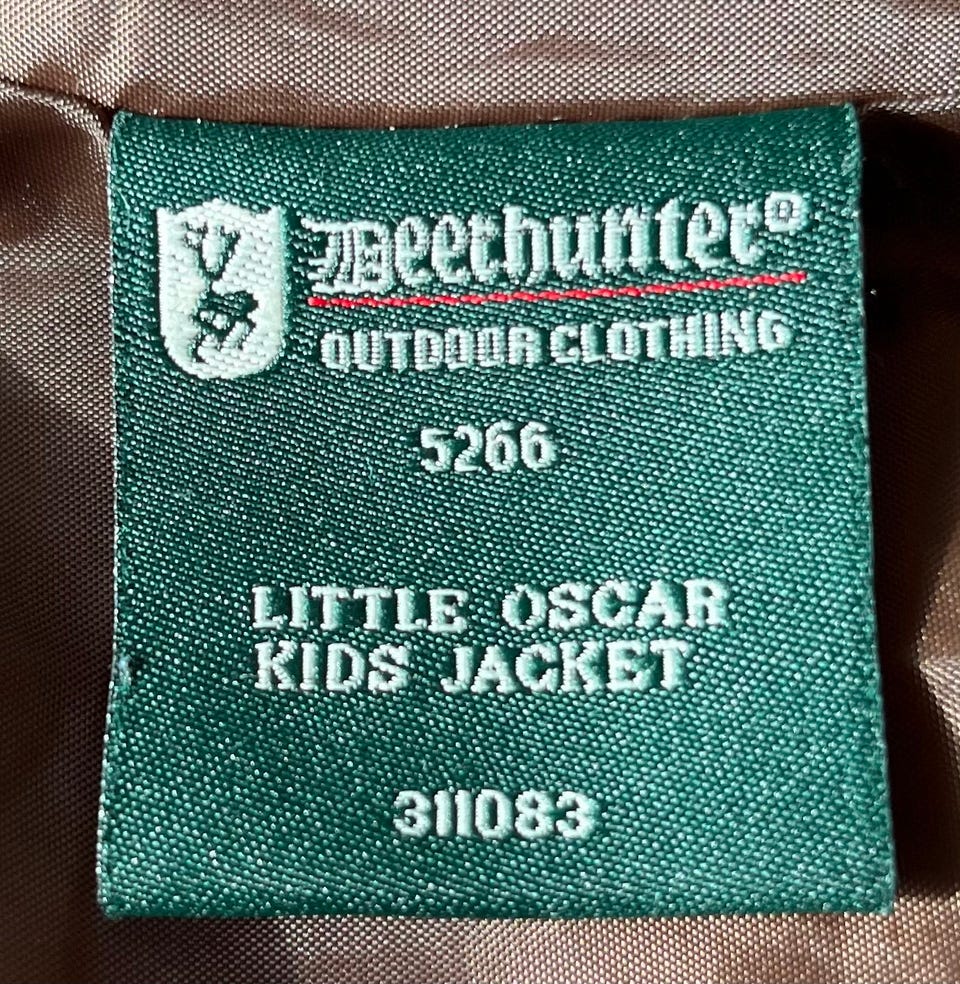 Deerhunter®
OUTDOOR CLOTHING
5266
LITTLE OSCAR
KIDS JACKET
311083